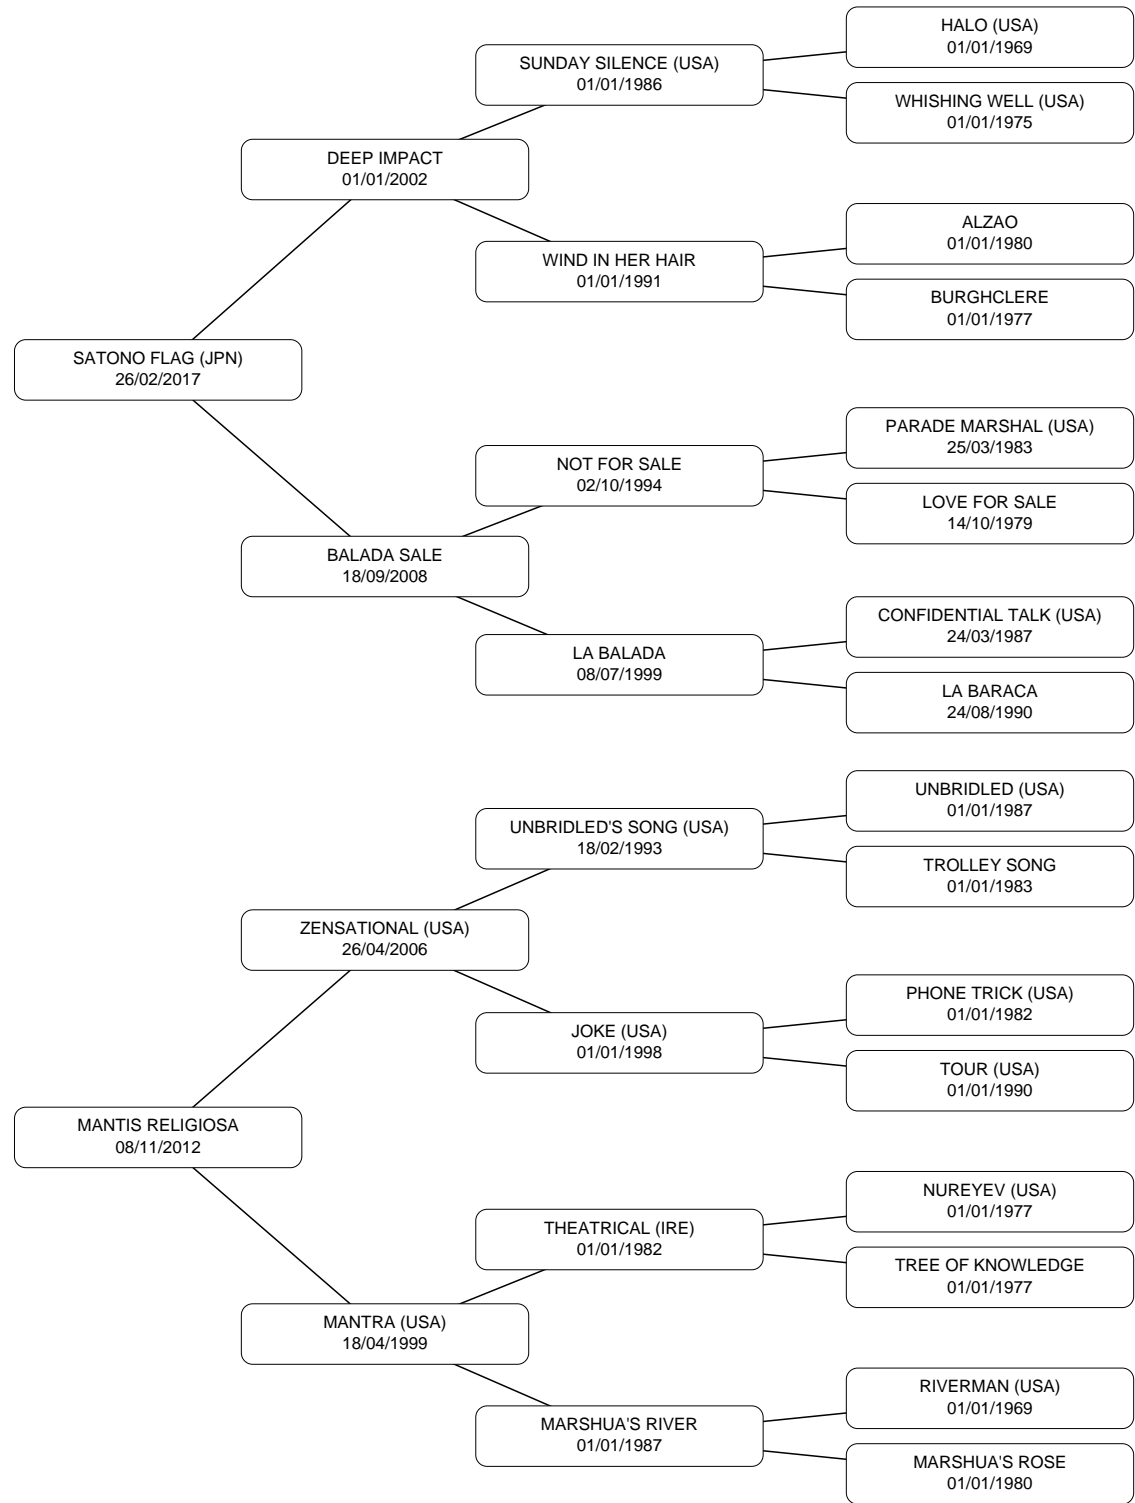 HALO (USA)
01/01/1969
SUNDAY SILENCE (USA)
01/01/1986
WHISHING WELL (USA)
01/01/1975
DEEP IMPACT
01/01/2002
ALZAO
01/01/1980
WIND IN HER HAIR
01/01/1991
BURGHCLERE
01/01/1977
SATONO FLAG (JPN)
26/02/2017
PARADE MARSHAL (USA)
25/03/1983
NOT FOR SALE
02/10/1994
LOVE FOR SALE
14/10/1979
BALADA SALE
18/09/2008
CONFIDENTIAL TALK (USA)
24/03/1987
LA BALADA
08/07/1999
LA BARACA
24/08/1990
UNBRIDLED (USA)
01/01/1987
UNBRIDLED'S SONG (USA)
18/02/1993
TROLLEY SONG
01/01/1983
ZENSATIONAL (USA)
26/04/2006
PHONE TRICK (USA)
01/01/1982
JOKE (USA)
01/01/1998
TOUR (USA)
01/01/1990
MANTIS RELIGIOSA
08/11/2012
NUREYEV (USA)
01/01/1977
THEATRICAL (IRE)
01/01/1982
TREE OF KNOWLEDGE
01/01/1977
MANTRA (USA)
18/04/1999
RIVERMAN (USA)
01/01/1969
MARSHUA'S RIVER
01/01/1987
MARSHUA'S ROSE
01/01/1980